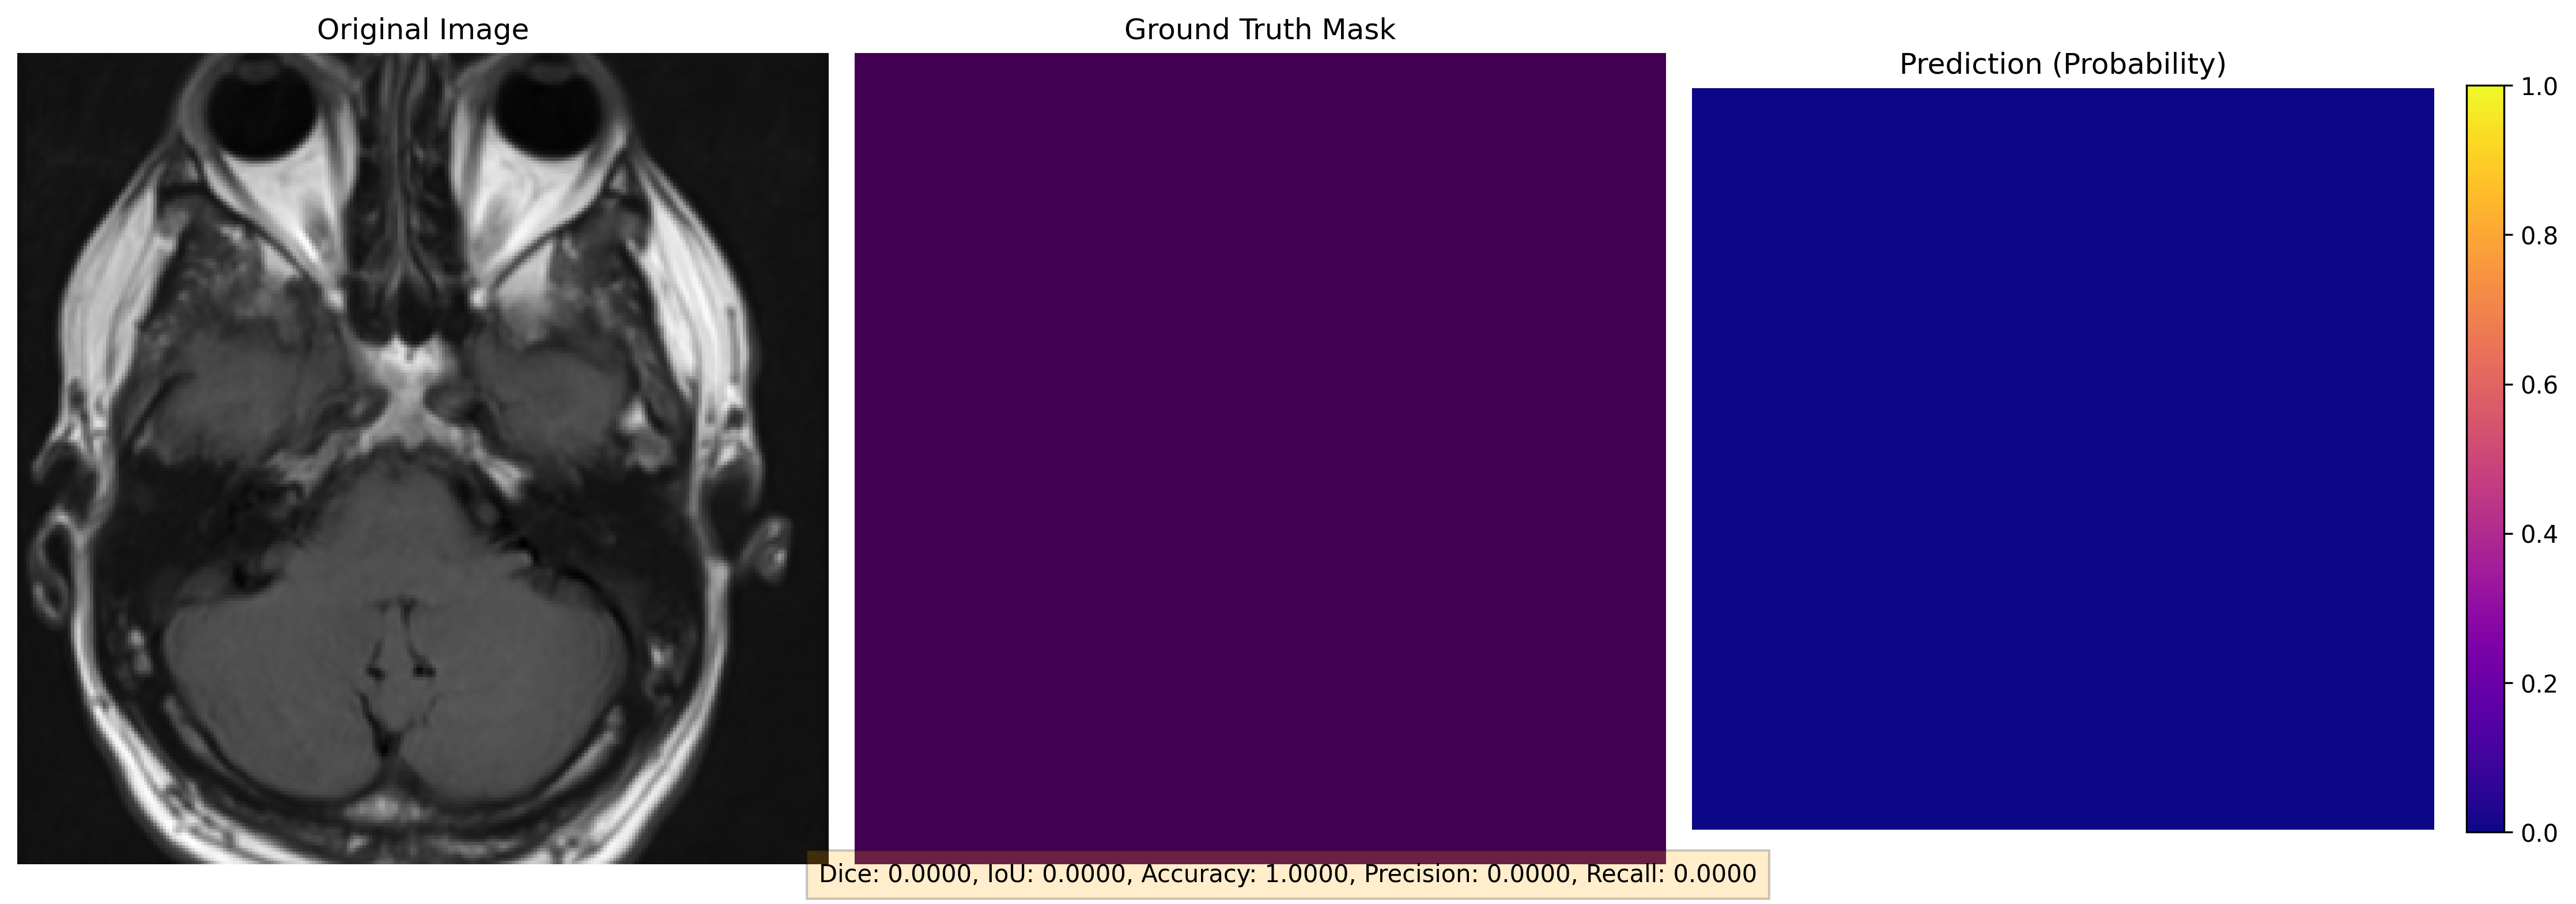 Original Image
Ground Truth Mask
Prediction (Probability)
1.0
0.8
0.6
0.4
0.2
0.0
Dice: 0.0000, IoU: 0.0000, Accuracy: 1.0000, Precision: 0.0000, Recall: 0.0000